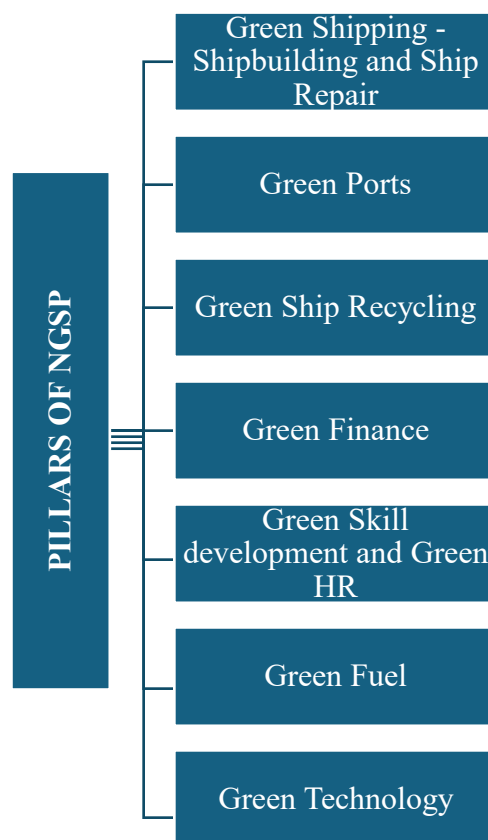 PILLARS OF NGSP
Green Shipping -
Shipbuilding and Ship
Repair
Green Ports
Green Ship Recycling
Green Finance
Green Skill
development and Green
HR
Green Fuel
Green Technology